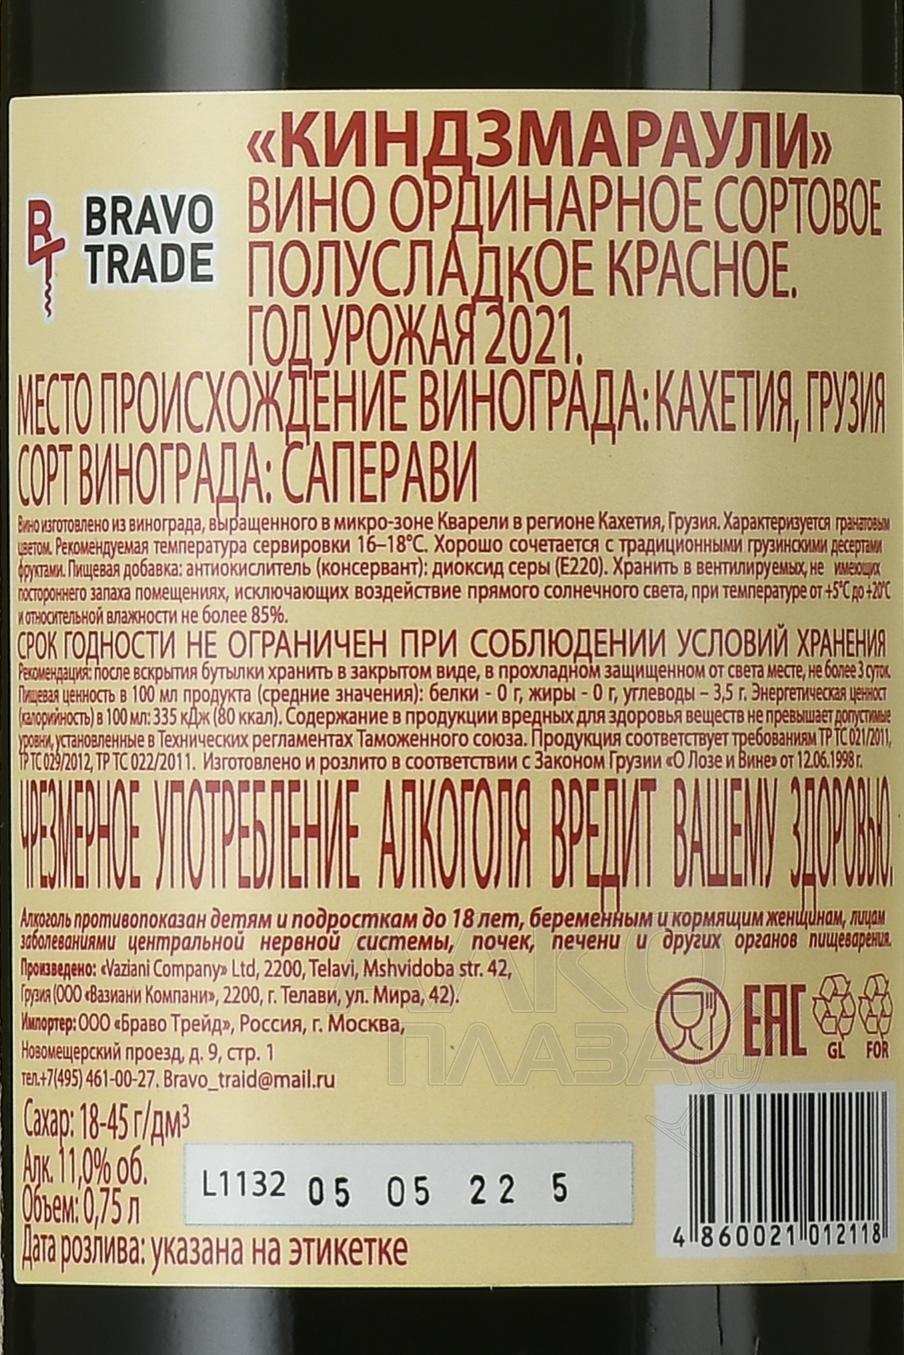 «КИНДЗМАРАУЛИ»
BRAVO
TRADE
ВИНО ОРДИНАРНОЕ СОРТОВОЕ
ПОЛУСЛАДКОЕ КРАСНОЕ.
ГОД УРОЖАЯ 2021.
МЕСТО ПРОИСХОЖДЕНИЕ ВИНОГРАДА: КАХЕТИЯ, ГРУЗИЯ
СОРТ ВИНОГРАДА: САПЕРАВИ
Вино изготовлено из винограда, выращенного в микро-зоне Кварели в регионе Кахетия, Грузия. Характеризуется гранатовым
цветом. Рекомендуемая температура сервировки 16–18°С. Хорошо сочетается с традиционными грузинскими десертами
фруктами. Пищевая добавка: антиокислитель (консервант): диоксид серы (Е220). Хранить в вентилируемых, не имеющих
постороннего запаха помещениях, исключающих воздействие прямого солнечного света, при температуре от +5°С до +20°С
и относительной влажности не более 85%.
СРОК ГОДНОСТИ НЕ ОГРАНИЧЕН ПРИ СОБЛЮДЕНИИ УСЛОВИЙ ХРАНЕНИЯ
Рекомендация: после вскрытия бутылки хранить в закрытом виде, в прохладном защищенном от света месте, не более 3 суток.
Пищевая ценность в 100 мл продукта (средние значения): белки - 0 г, жиры - 0 г, углеводы – 3,5 г. Энергетическая ценност
(калорийность) в 100 мл: 335 кДж (80 ккал). Содержание в продукции вредных для здоровья веществ не превышает допустимые
уровни, установленные в Технических регламентах Таможенного союза. Продукция соответствует требованиям ТР ТС 021/2011,
ТР ТС 029/2012, ТР ТС 022/2011. Изготовлено и розлито в соответствии с Законом Грузии «О Лозе и Вине» от 12.06.1998 г.
ЧРЕЗМЕРНОЕ УПОТРЕБЛЕНИЕ АЛКОГОЛЯ ВРЕДИТ ВАШЕМУ ЗДОРОВЬЮ.
Алкоголь противопоказан детям и подросткам до 18 лет, беременным и кормящим женщинам, лицам
заболеваниями центральной нервной системы, почек, печени и других органов пищеварения.
Произведено: «Vaziani Company» Ltd, 2200, Telavi, Mshvidoba str. 42,
Грузия (ООО «Вазиани Компани», 2200, г. Телави, ул. Мира, 42).
Импортер: ООО «Браво Трейд», Россия, г. Москва,
Новомещерский проезд, д. 9, стр. 1
тел.+7(495) 461-00-27. Bravo_traid@mail.ru
ЕАС
GL
FOR
АЛКО
ПЛАЗА.ru
Сахар: 18-45 г/дм³
Алк. 11,0% об.
Объем: 0,75 л
Дата розлива: указана на этикетке
L1132 05 05 22 5
4 860021 012118